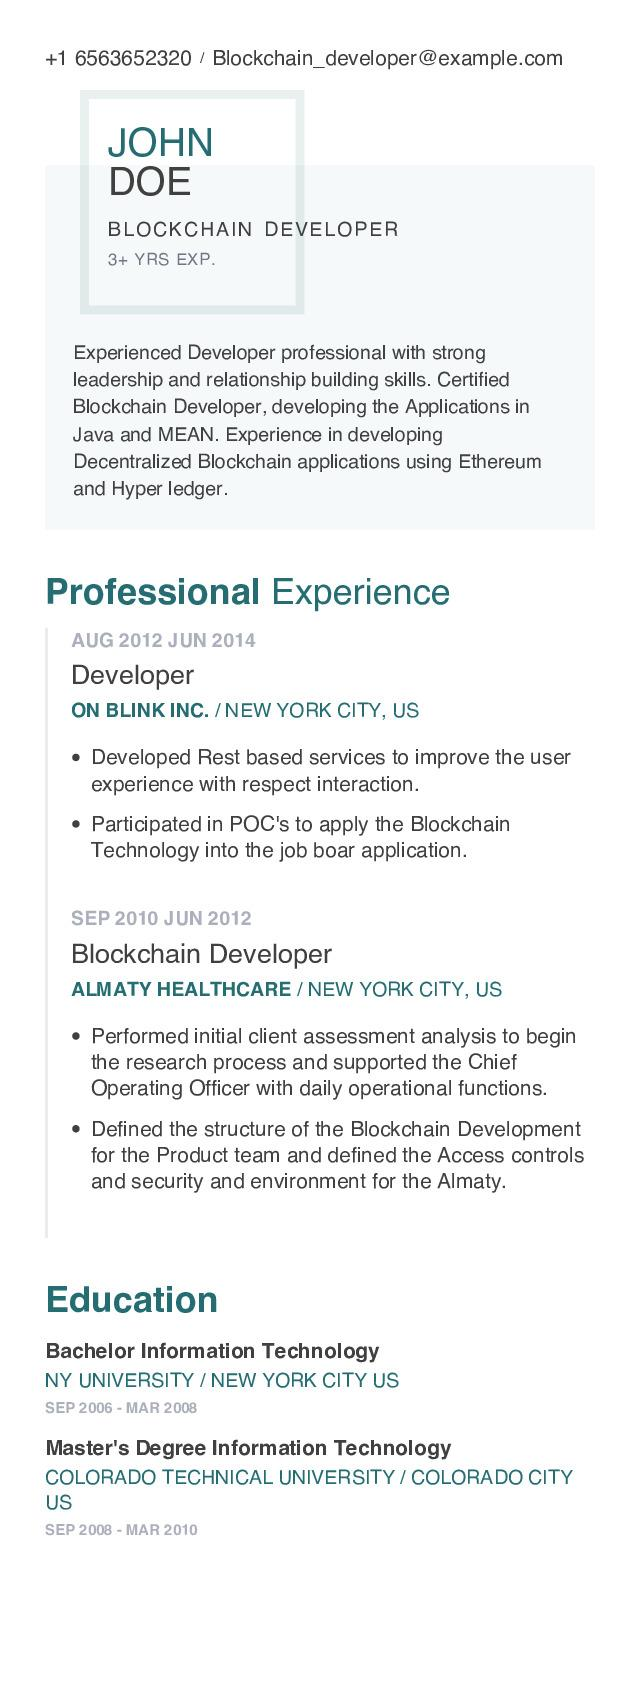 +1 6563652320 / Blockchain_developer@example.com
JOHN
DOE
BLOCKCHAIN DEVELOPER
3+ YRS EXP.
Experienced Developer professional with strong
leadership and relationship building skills. Certified
Blockchain Developer, developing the Applications in
Java and MEAN. Experience in developing
Decentralized Blockchain applications using Ethereum
and Hyper ledger.
Professional Experience
AUG 2012 JUN 2014
Developer
ON BLINK INC. / NEW YORK CITY, US
• Developed Rest based services to improve the user
experience with respect interaction.
• Participated in POC's to apply the Blockchain
Technology into the job boar application.
SEP 2010 JUN 2012
Blockchain Developer
ALMATY HEALTHCARE / NEW YORK CITY, US
• Performed initial client assessment analysis to begin
the research process and supported the Chief
Operating Officer with daily operational functions.
• Defined the structure of the Blockchain Development
for the Product team and defined the Access controls
and security and environment for the Almaty.
Education
Bachelor Information Technology
NY UNIVERSITY / NEW YORK CITY US
SEP 2006 - MAR 2008
Master's Degree Information Technology
COLORADO TECHNICAL UNIVERSITY / COLORADO CITY
US
SEP 2008 - MAR 2010